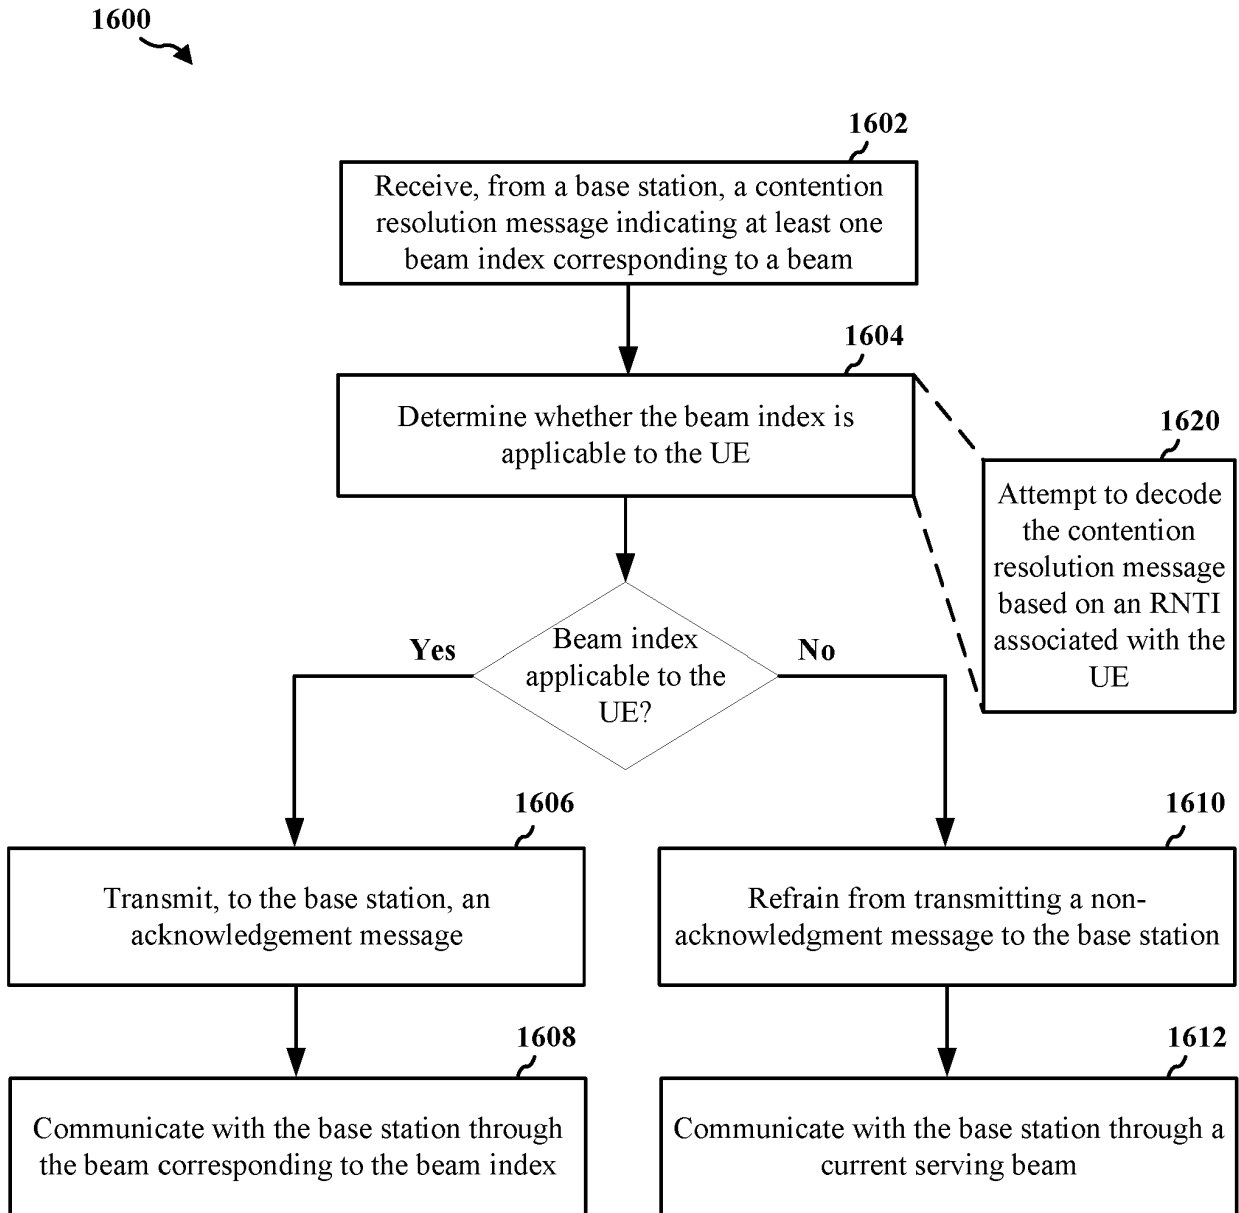 1600
1602
Receive, from a base station, a contention
resolution message indicating at least one
beam index corresponding to a beam
1604
Determine whether the beam index is
applicable to the UE
1620
Attempt to decode
the contention
resolution message
based on an RNTI
associated with the
UE
Beam index
applicable to the
UE?
Yes
No
1606
Transmit, to the base station, an
acknowledgement message
1610
Refrain from transmitting a non-
acknowledgment message to the base station
1608
Communicate with the base station through
the beam corresponding to the beam index
1612
Communicate with the base station through a
current serving beam